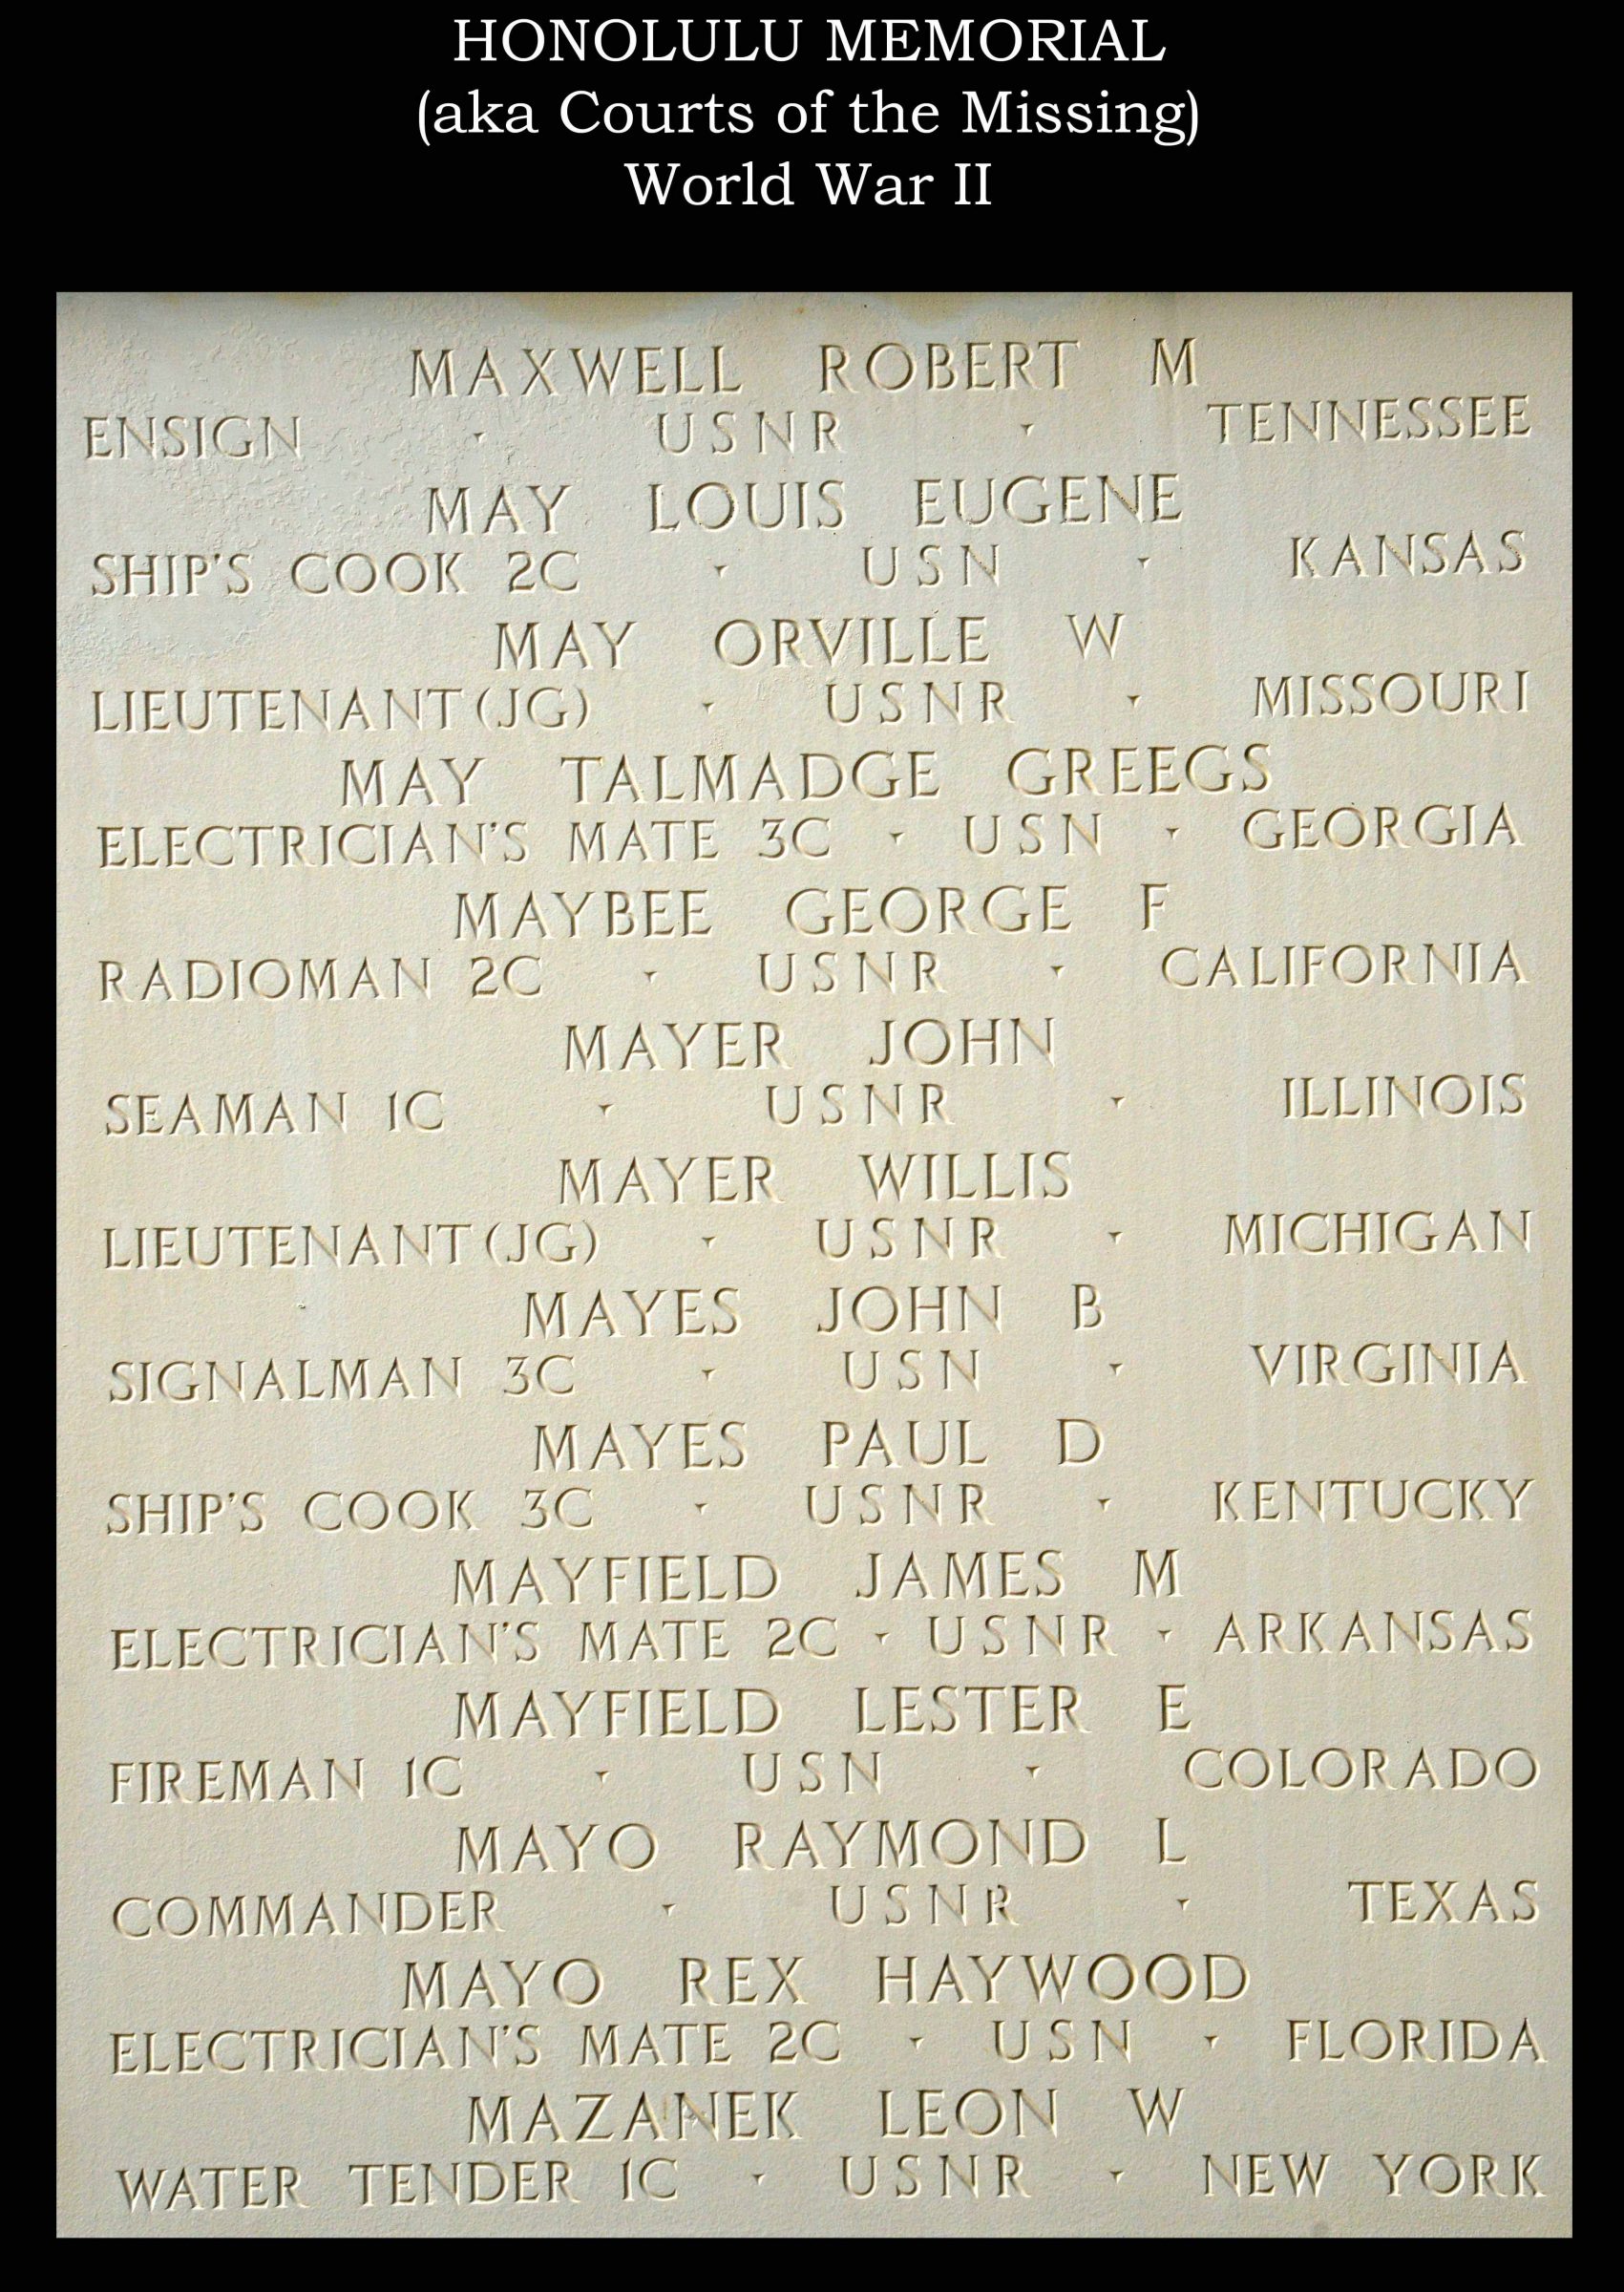 HONOLULU MEMORIAL
(aka Courts of the Missing)
World War II
MAXWELL ROBERT M
ENSIGN · USNR · TENNESSEE
MAY LOUIS EUGENE
SHIP'S COOK 2C · USN · KANSAS
MAY ORVILLE W
LIEUTENANT(JG) · USNR · MISSOURI
MAY TALMADGE GREEGS
ELECTRICIAN'S MATE 3C · USN · GEORGIA
MAYBEE GEORGE F
RADIOMAN 2C · USNR · CALIFORNIA
MAYER JOHN
SEAMAN 1C · USNR · ILLINOIS
MAYER WILLIS
LIEUTENANT(JG) · USNR · MICHIGAN
MAYES JOHN B
SIGNALMAN 3C · USN · VIRGINIA
MAYES PAUL D
SHIP'S COOK 3C · USNR · KENTUCKY
MAYFIELD JAMES M
ELECTRICIAN'S MATE 2C · USNR · ARKANSAS
MAYFIELD LESTER E
FIREMAN 1C · USN · COLORADO
MAYO RAYMOND L
COMMANDER · USNR · TEXAS
MAYO REX HAYWOOD
ELECTRICIAN'S MATE 2C · USN · FLORIDA
MAZANEK LEON W
WATER TENDER 1C · USNR · NEW YORK